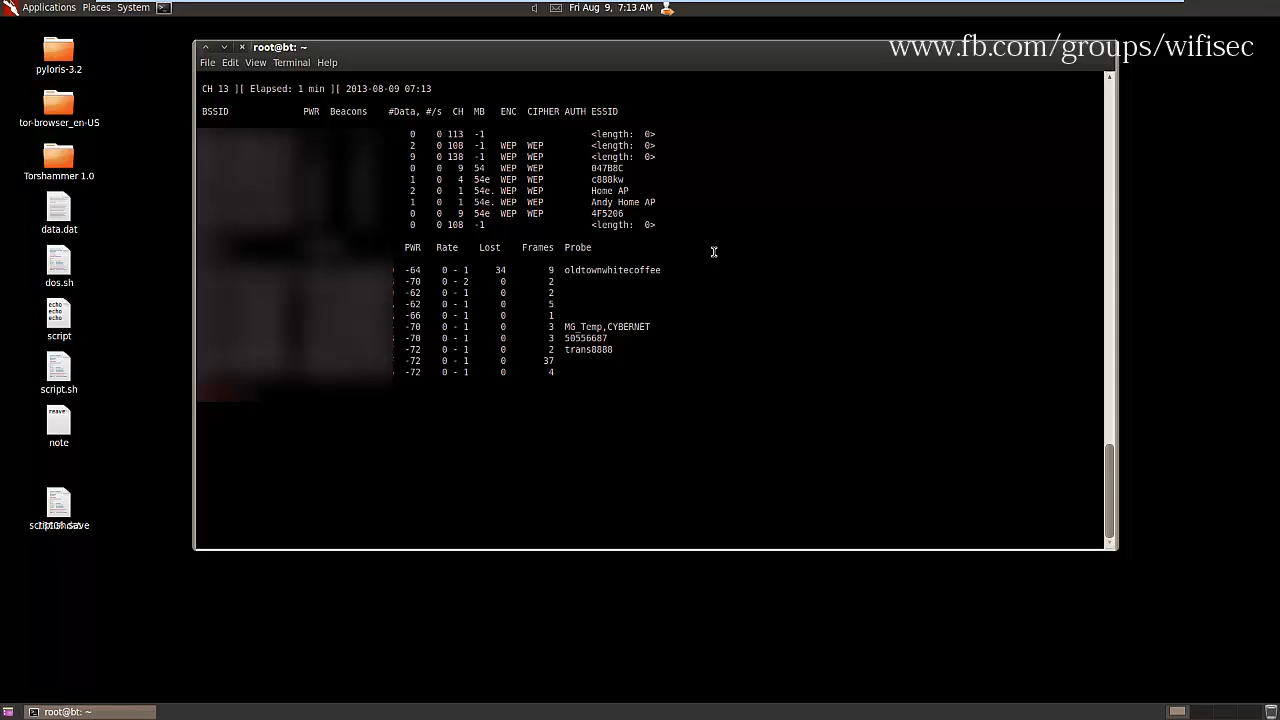 Applications Places System
Fri Aug 9, 7:13 AM
www.fb.com/groups/wifisec
root@bt: ~
File Edit View Terminal Help
CH 13 ][ Elapsed: 1 min ][ 2013-08-09 07:13
BSSID PWR Beacons #Data, #/s CH MB ENC CIPHER AUTH ESSID
0 0 113 -1 <length: 0>
2 0 108 -1 WEP WEP <length: 0>
9 0 138 -1 WEP WEP <length: 0>
0 0 9 54 WEP WEP 047B8C
1 0 4 54e. WEP WEP c888kw
2 0 1 54e. WEP WEP Home AP
1 0 1 54e. WEP WEP Andy Home AP
0 0 9 54e WEP WEP 4F5206
0 0 108 -1 <length: 0>
PWR Rate Lost Frames Probe
-64 0 - 1 34 9 oldtownwhitecoffee
-70 0 - 2 0 2
-62 0 - 1 0 2
-62 0 - 1 0 5
-66 0 - 1 0 1
-70 0 - 1 0 3 MG_Temp,CYBERNET
-70 0 - 1 0 3 50556687
-72 0 - 1 0 2 trans8888
-72 0 - 1 0 37
-72 0 - 1 0 4
pyloris-3.2
tor-browser_en-US
Torshammer 1.0
data.dat
dos.sh
echo
echo
echo
script
script.sh
reave
note
root@bt: ~